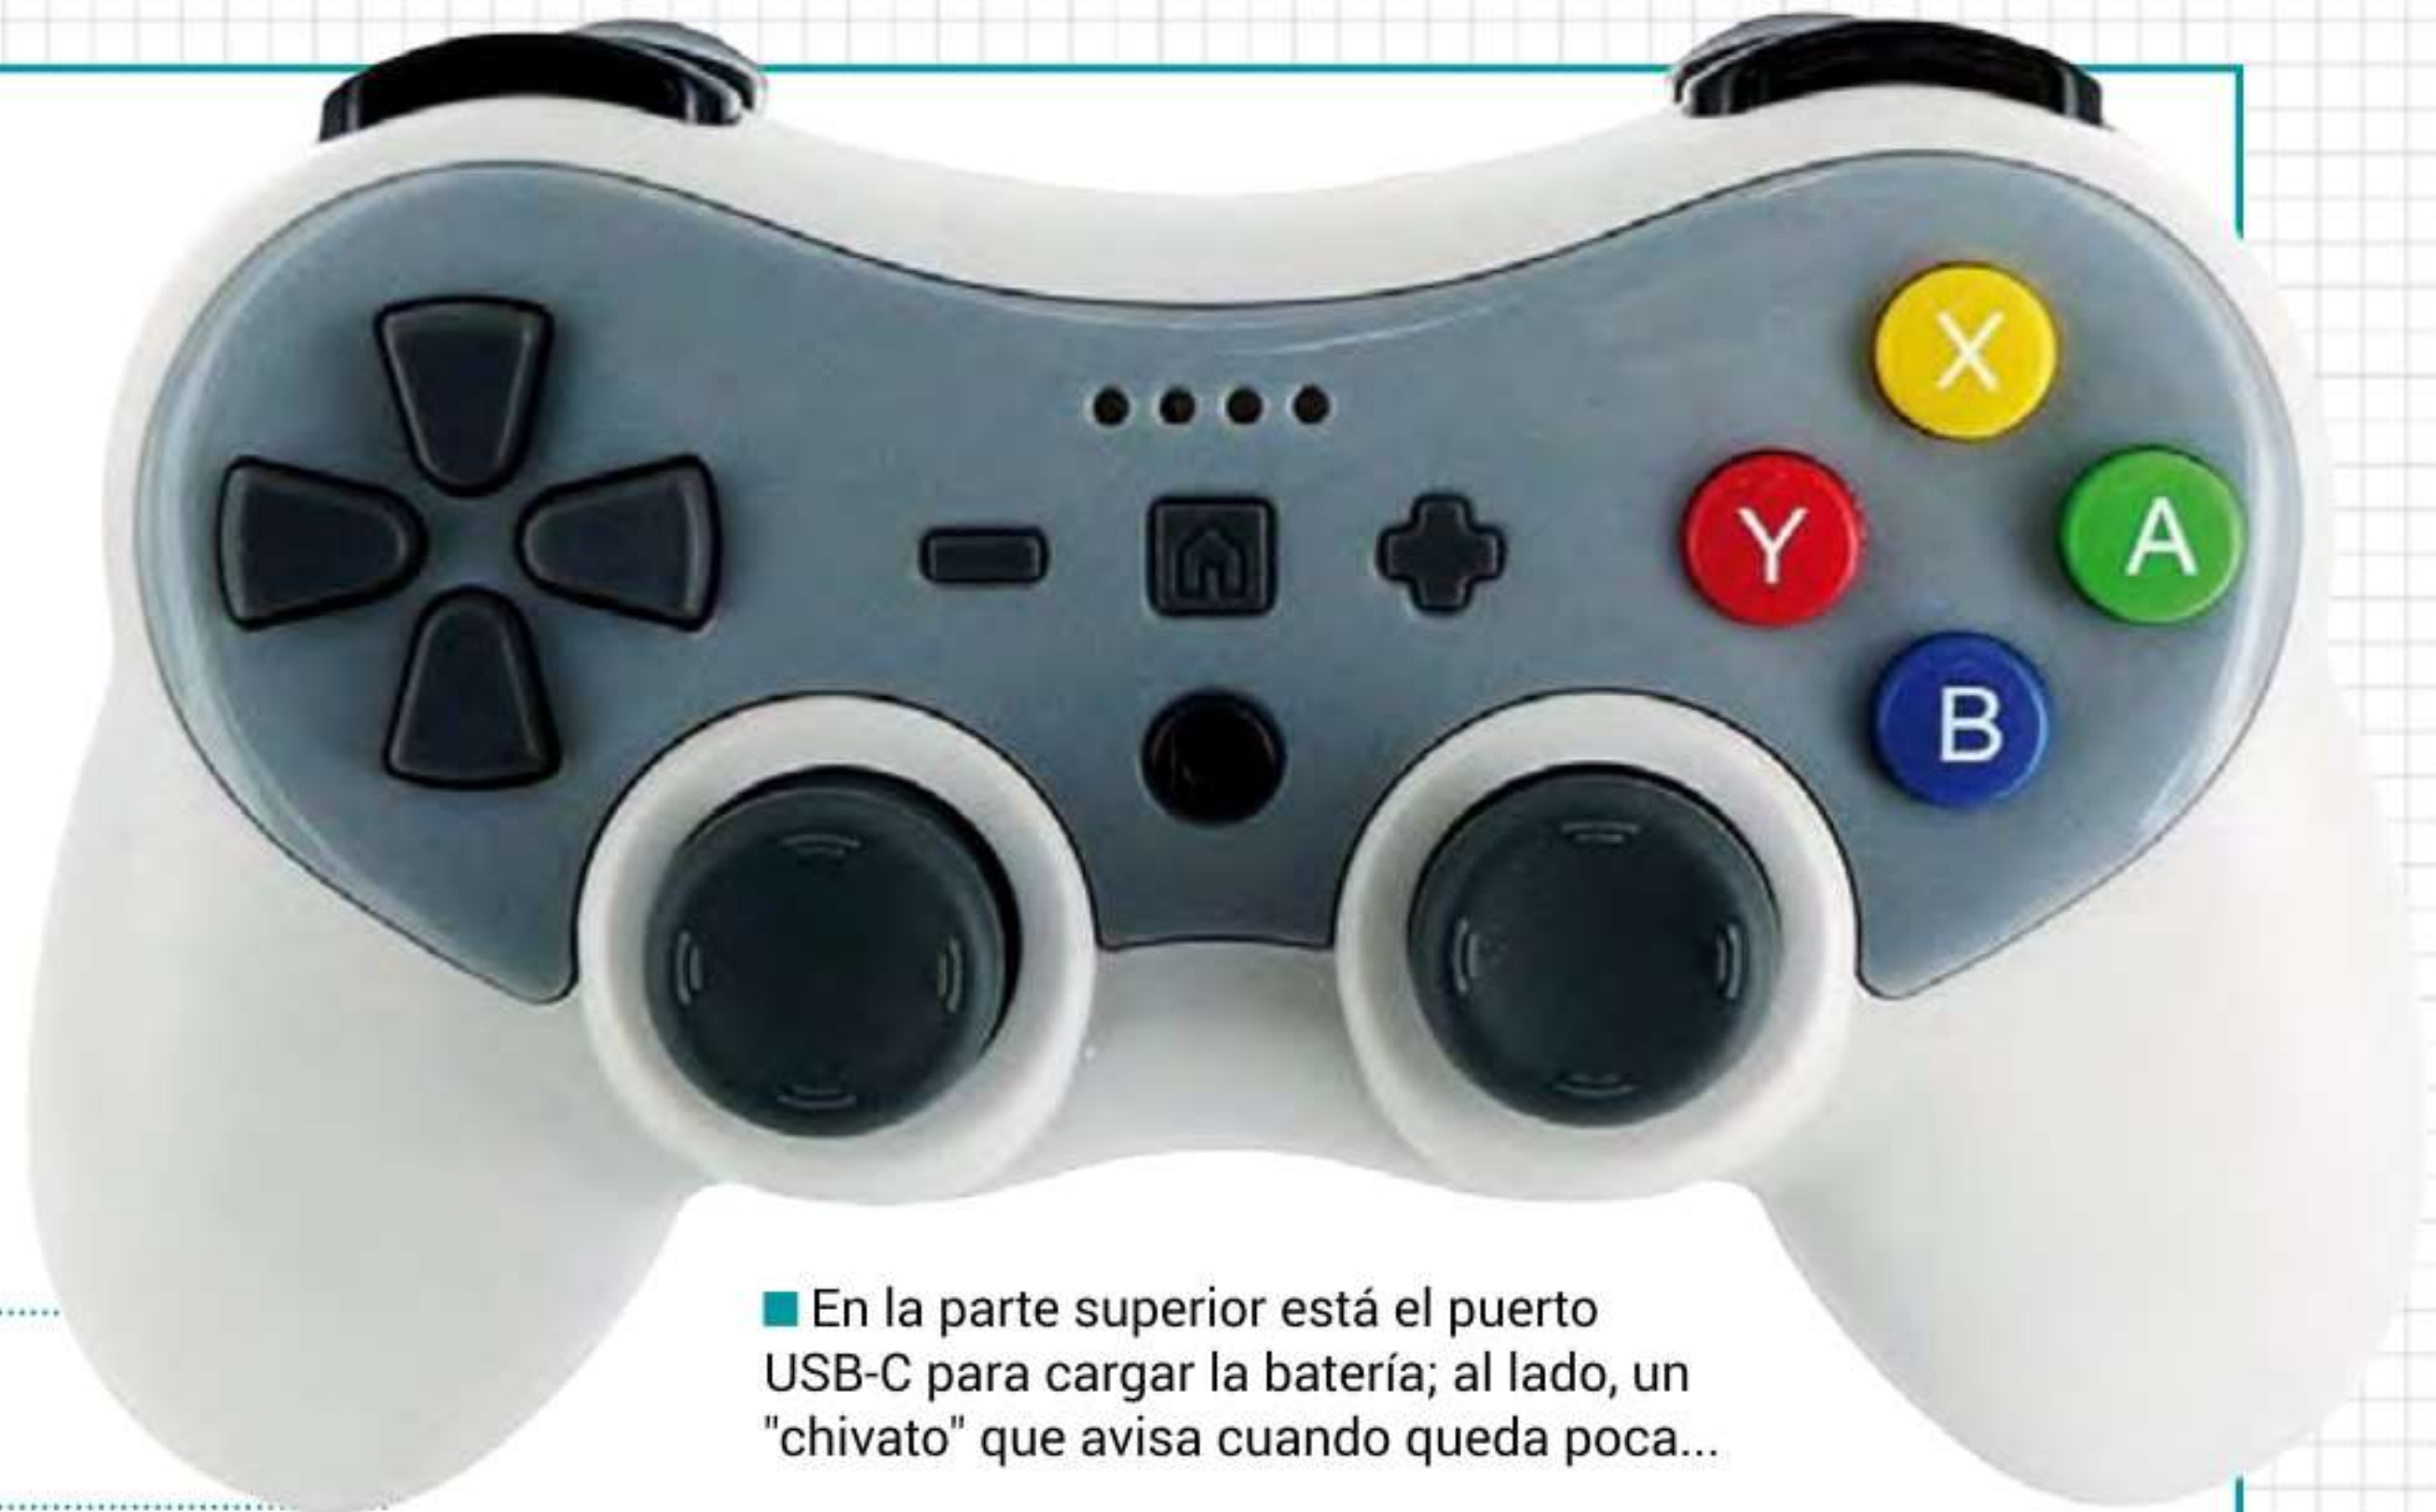 X
Y
A
B
En la parte superior está el puerto
USB-C para cargar la batería; al lado, un
"chivato" que avisa cuando queda poca...